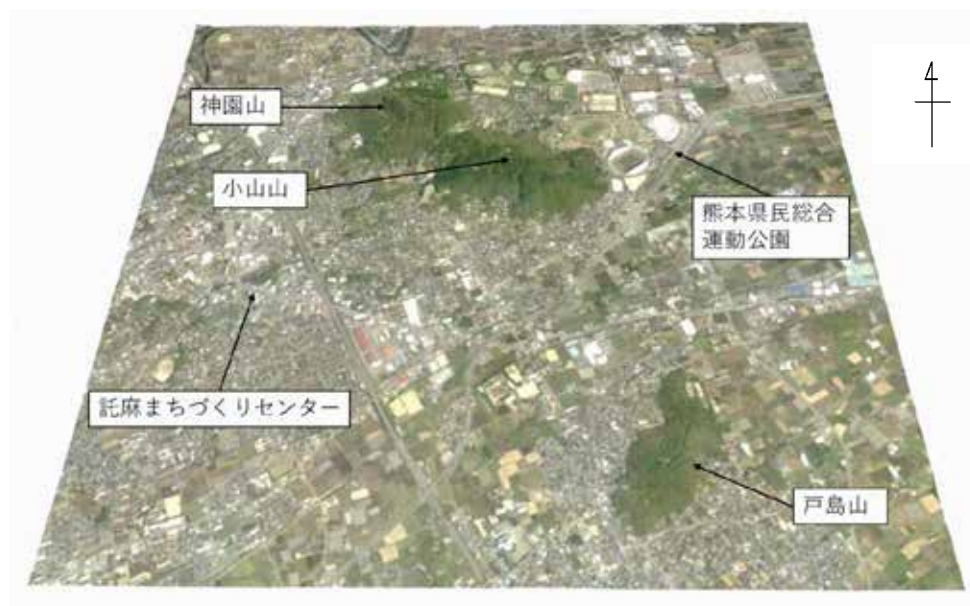 神園山
小山山
熊本県民総合
運動公園
託麻まちづくりセンター
戸島山